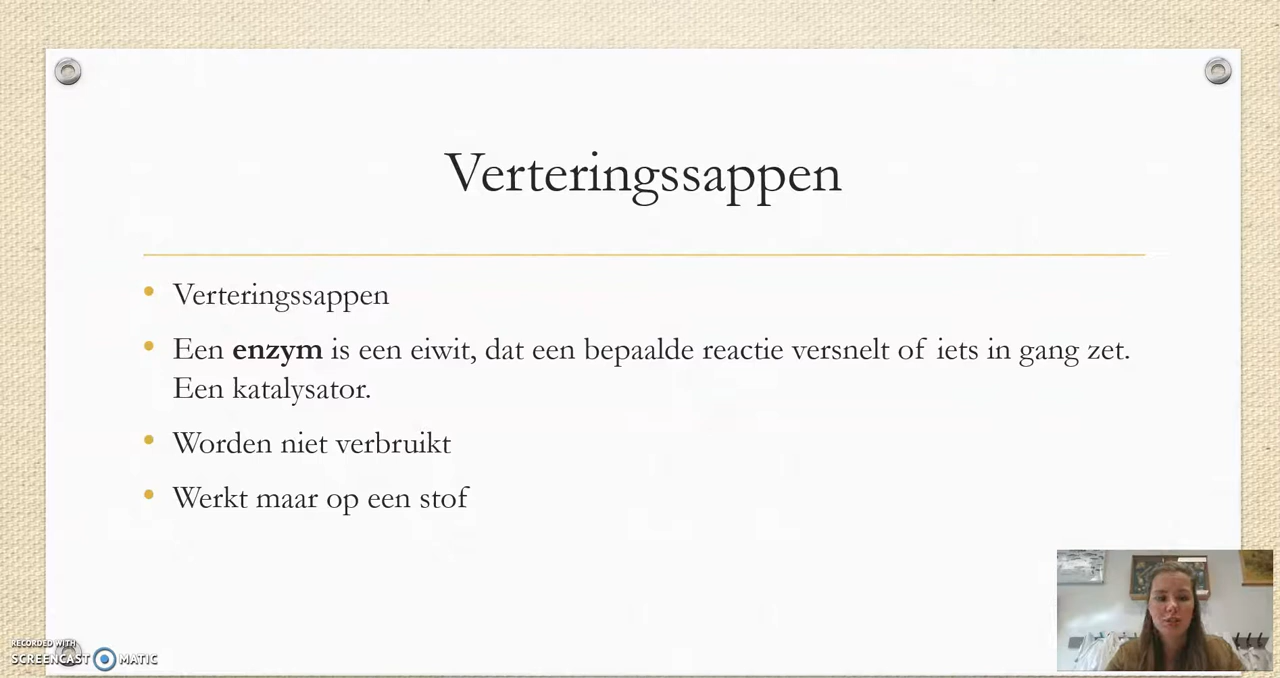 Verteringssappen
Verteringssappen
Een enzym is een eiwit, dat een bepaalde reactie versnelt of iets in gang zet.
Een katalysator.
Worden niet verbruikt
Werkt maar op een stof
RECORDED WITH
SCREENCAST MATIC